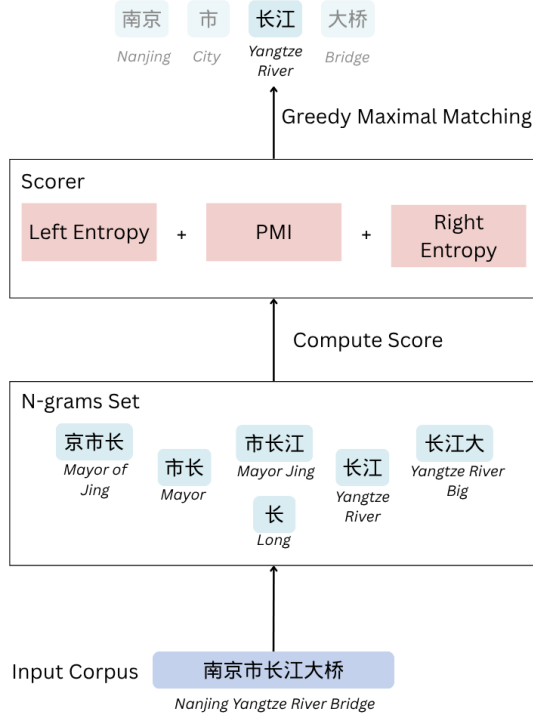 南京 市 长江 大桥
Nanjing City Yangtze River Bridge
Greedy Maximal Matching
Scorer
Left Entropy + PMI + Right Entropy
Compute Score
N-grams Set
京市长
Mayor of Jing
市长
Mayor
市长江
Mayor Jing
长江
Yangtze River
长江大
Yangtze River Big
长
Long
Input Corpus 南京市长江大桥
Nanjing Yangtze River Bridge